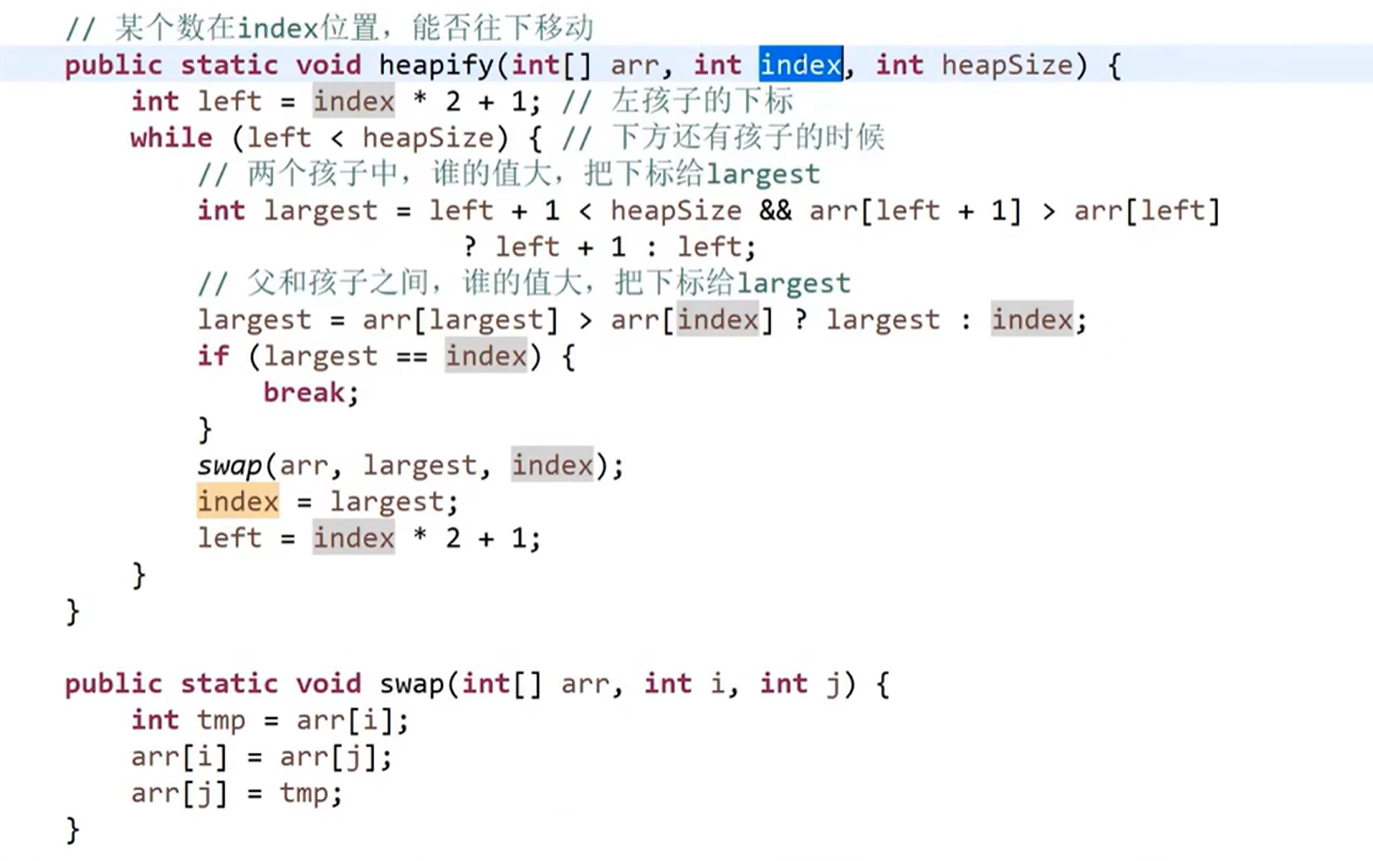 // 某个数在index位置，能否往下移动
public static void heapify(int[] arr, int index, int heapSize) {
    int left = index * 2 + 1; // 左孩子的下标
    while (left < heapSize) { // 下方还有孩子的时候
        // 两个孩子中，谁的值大，把下标给largest
        int largest = left + 1 < heapSize && arr[left + 1] > arr[left]
                        ? left + 1 : left;
        // 父和孩子之间，谁的值大，把下标给largest
        largest = arr[largest] > arr[index] ? largest : index;
        if (largest == index) {
            break;
        }
        swap(arr, largest, index);
        index = largest;
        left = index * 2 + 1;
    }
}

public static void swap(int[] arr, int i, int j) {
    int tmp = arr[i];
    arr[i] = arr[j];
    arr[j] = tmp;
}